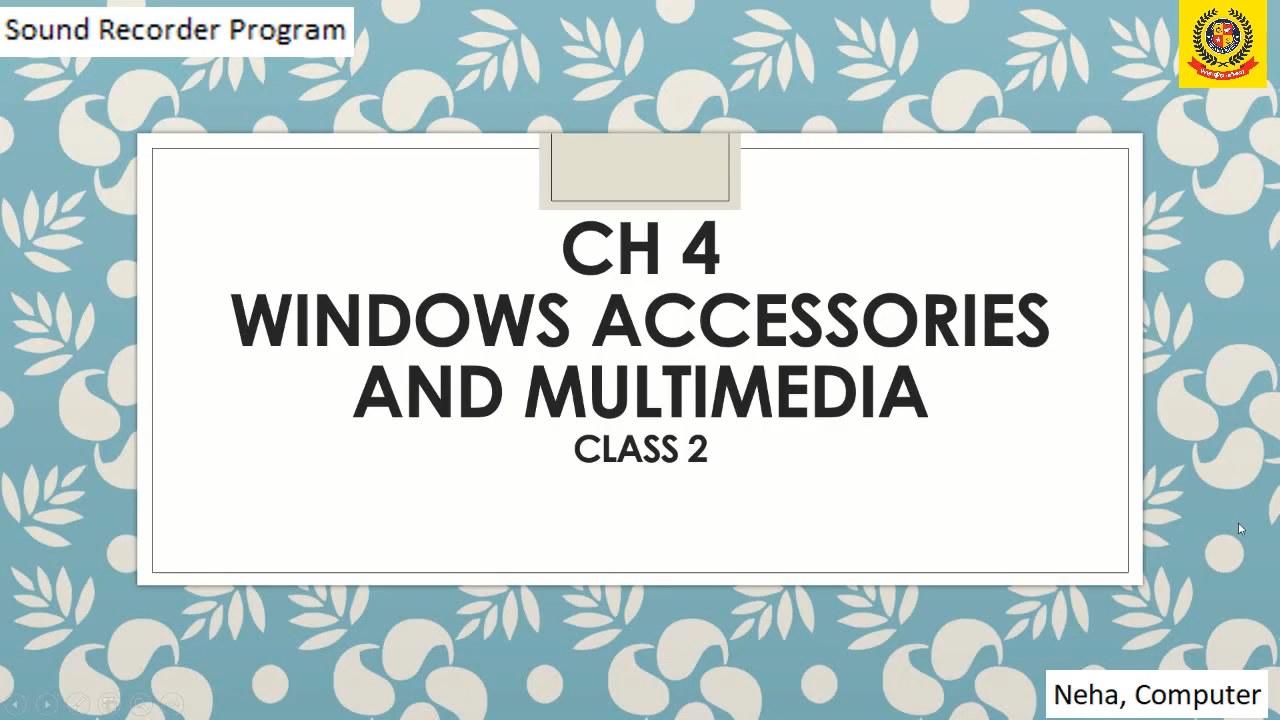 Sound Recorder Program
CH 4
WINDOWS ACCESSORIES
AND MULTIMEDIA
CLASS 2
Neha, Computer